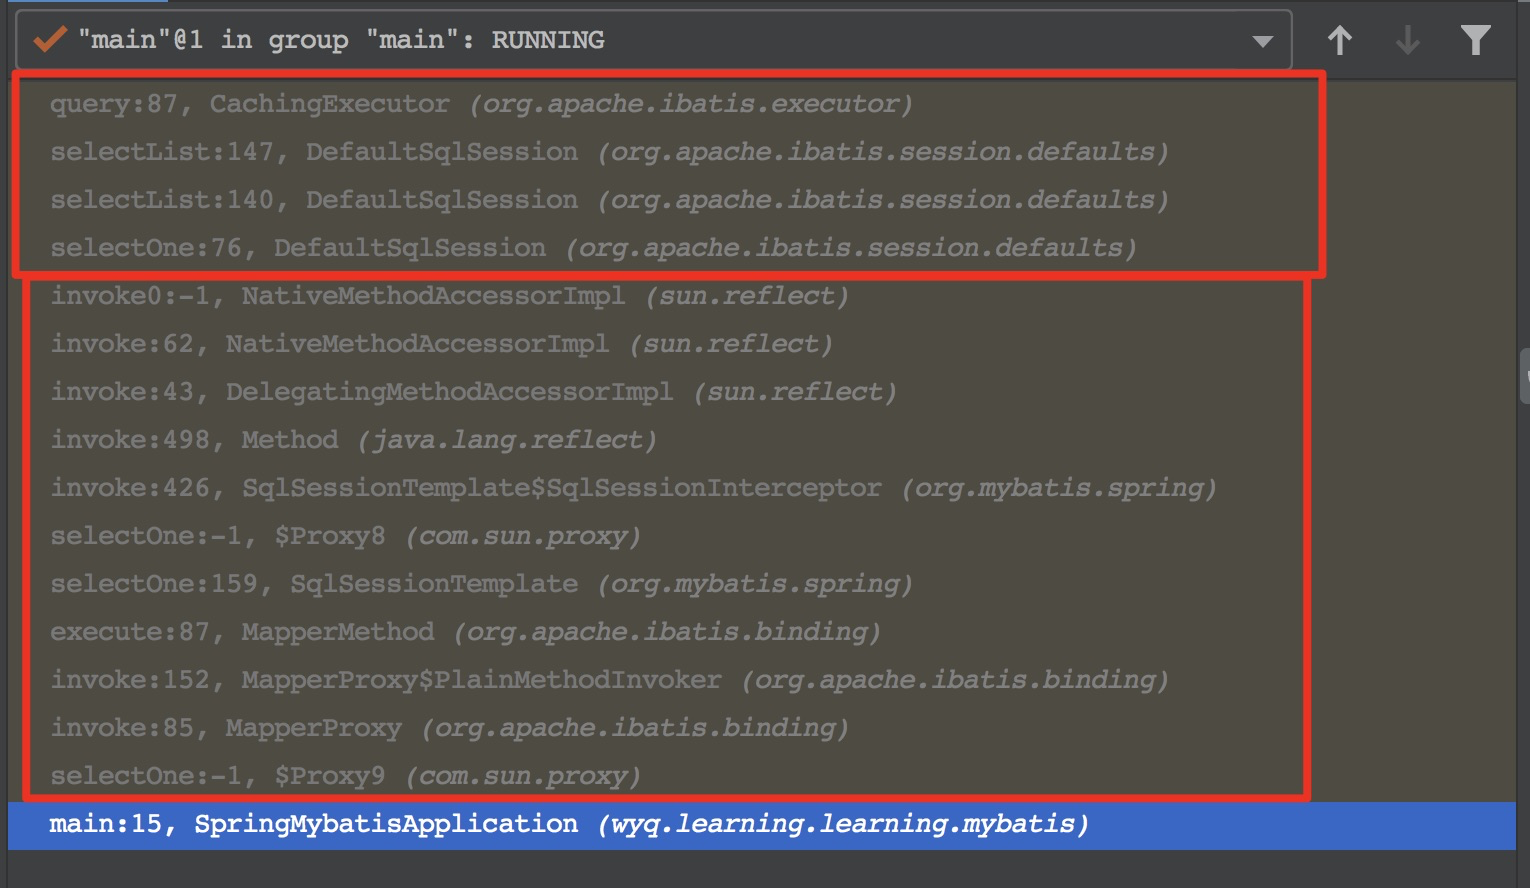 "main"@1 in group "main": RUNNING
query:87, CachingExecutor (org.apache.ibatis.executor)
selectList:147, DefaultSqlSession (org.apache.ibatis.session.defaults)
selectList:140, DefaultSqlSession (org.apache.ibatis.session.defaults)
selectOne:76, DefaultSqlSession (org.apache.ibatis.session.defaults)
invoke0:-1, NativeMethodAccessorImpl (sun.reflect)
invoke:62, NativeMethodAccessorImpl (sun.reflect)
invoke:43, DelegatingMethodAccessorImpl (sun.reflect)
invoke:498, Method (java.lang.reflect)
invoke:426, SqlSessionTemplate$SqlSessionInterceptor (org.mybatis.spring)
selectOne:-1, $Proxy8 (com.sun.proxy)
selectOne:159, SqlSessionTemplate (org.mybatis.spring)
execute:87, MapperMethod (org.apache.ibatis.binding)
invoke:152, MapperProxy$PlainMethodInvoker (org.apache.ibatis.binding)
invoke:85, MapperProxy (org.apache.ibatis.binding)
selectOne:-1, $Proxy9 (com.sun.proxy)
main:15, SpringMybatisApplication (wyq.learning.learning.mybatis)